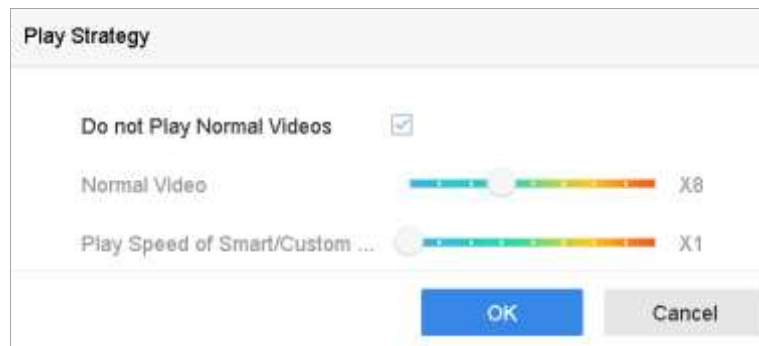 Play Strategy
Do not Play Normal Videos
Normal Video X8
Play Speed of Smart/Custom ... X1
OK Cancel